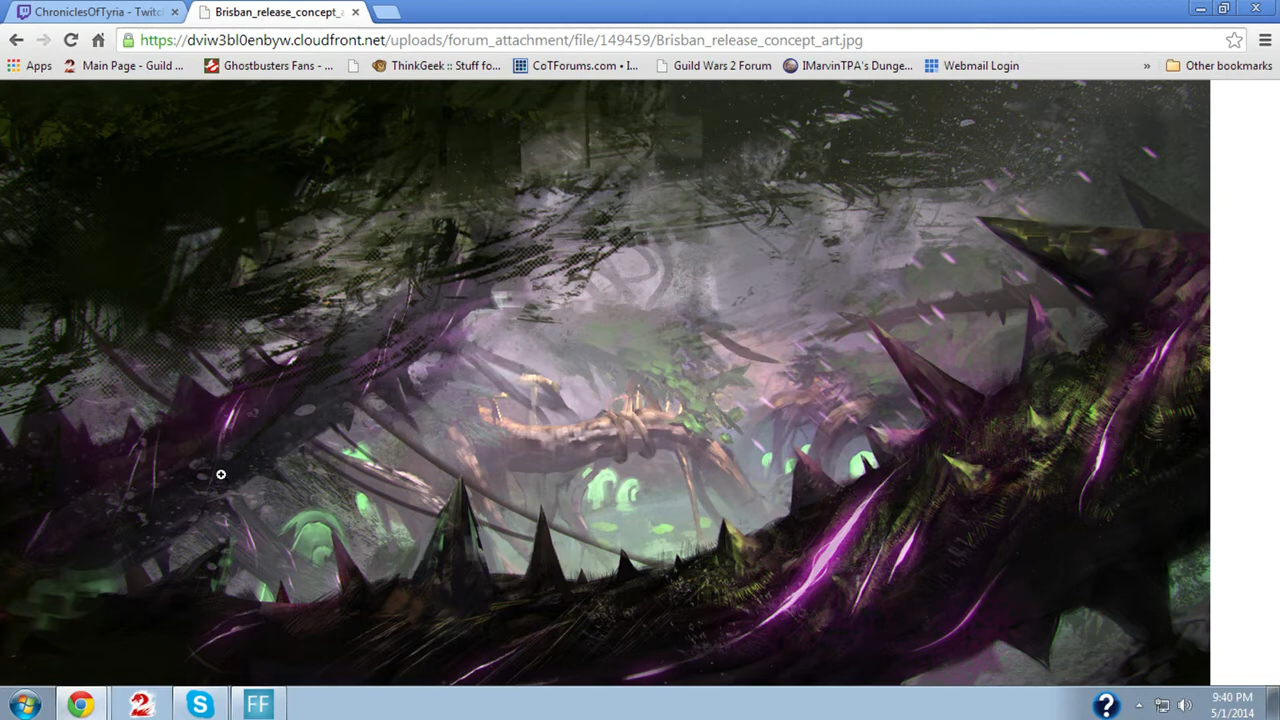 ChroniclesOfTyria - Twitc
Brisban_release_concept_a
https://dviw3bl0enbyw.cloudfront.net/uploads/forum_attachment/file/149459/Brisban_release_concept_art.jpg
Apps Main Page - Guild ... Ghostbusters Fans - ... ThinkGeek :: Stuff fo... CoTForums.com • I... Guild Wars 2 Forum IMarvinTPA's Dunge... Webmail Login » Other bookmarks
FF
9:40 PM
5/1/2014